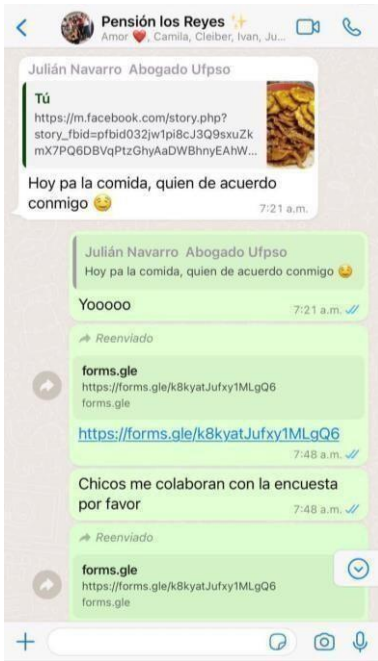 Pensión los Reyes ✨
Amor ❤️, Camila, Cleiber, Ivan, Ju...
Julián Navarro Abogado Ufpso
Tú
https://m.facebook.com/story.php?
story_fbid=pfbid032jw1pi8cJ3Q9sxuZk
mX7PQ6DBVqPtzGhyAaDWBhnyEAhW...
Hoy pa la comida, quien de acuerdo
conmigo 😏
7:21 a.m.
Julián Navarro Abogado Ufpso
Hoy pa la comida, quien de acuerdo conmigo 😏
Yooooo
7:21 a.m.
Reenviado
forms.gle
https://forms.gle/k8kyatJufxy1MLgQ6
forms.gle
https://forms.gle/k8kyatJufxy1MLgQ6
7:48 a.m.
Chicos me colaboran con la encuesta
por favor
7:48 a.m.
Reenviado
forms.gle
https://forms.gle/k8kyatJufxy1MLgQ6
forms.gle